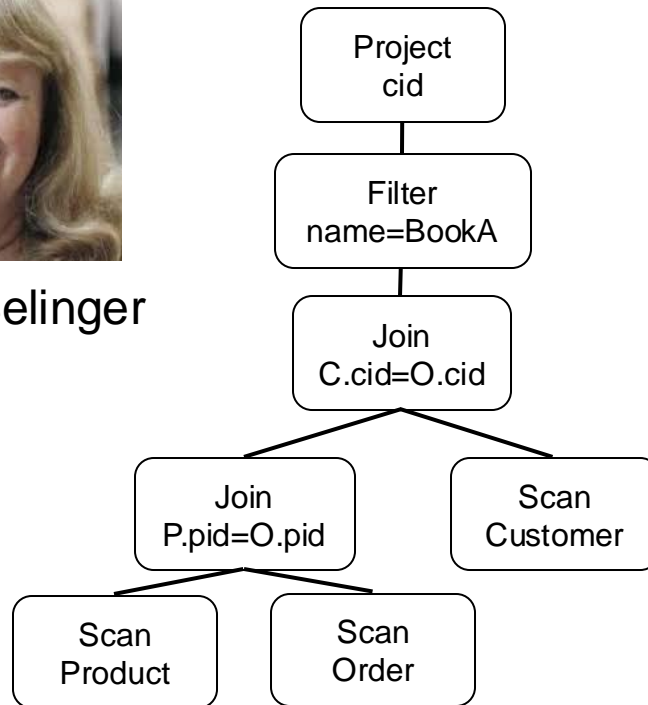 Project
cid
Filter
name=BookA
elinger
Join
C.cid=O.cid
Join
P.pid=O.pid
Scan
Customer
Scan
Product
Scan
Order